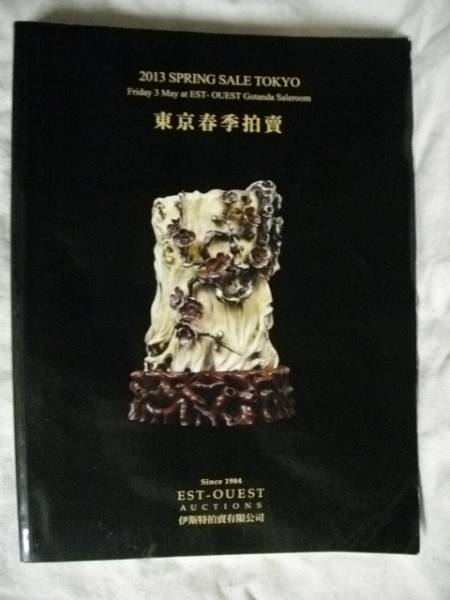 2013 SPRING SALE TOKYO
Friday 3 May at EST- OUEST Gotanda Saleroom
東京春季拍賣
Since 1984
EST-OUEST
AUCTIONS
伊斯特拍賣有限公司